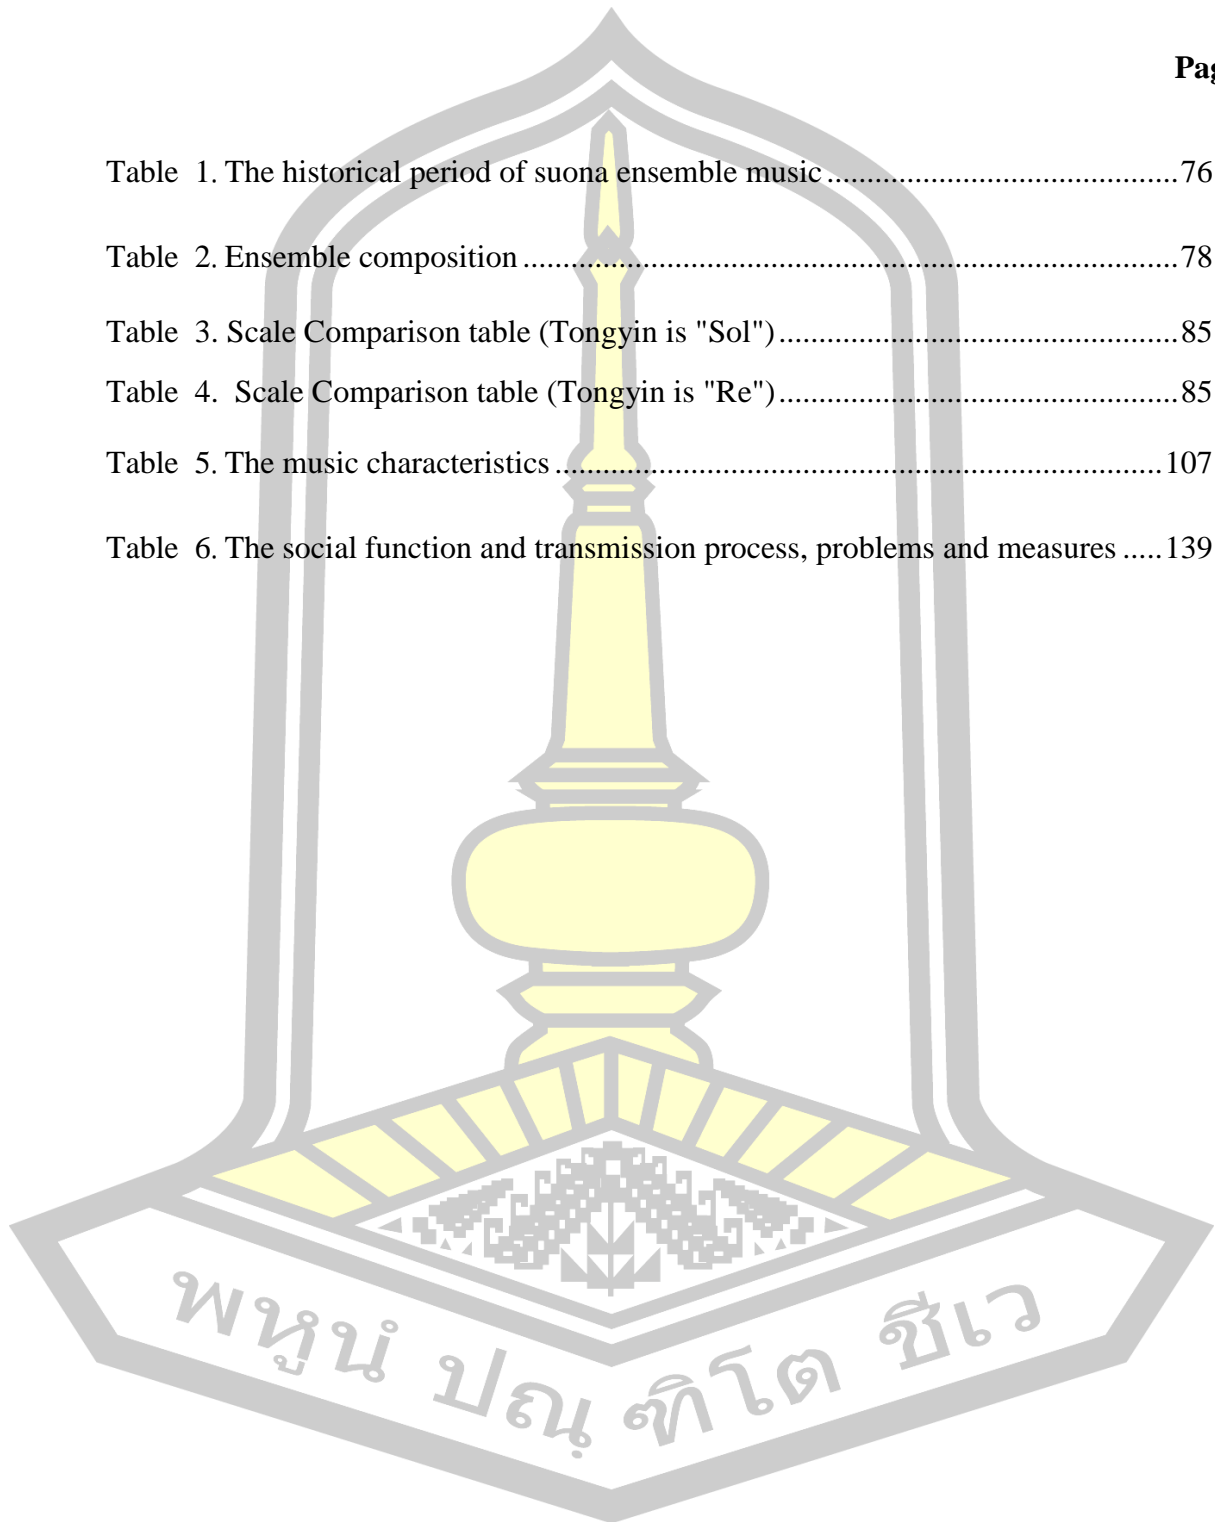 Pag
Table 1. The historical period of suona ensemble music........................................76
Table 2. Ensemble composition...............................................................................78
Table 3. Scale Comparison table (Tongyin is "Sol")................................................85
Table 4. Scale Comparison table (Tongyin is "Re").................................................85
Table 5. The music characteristics.........................................................................107
Table 6. The social function and transmission process, problems and measures.....139
พหูนํ ปณฺฑิโต ชีเว